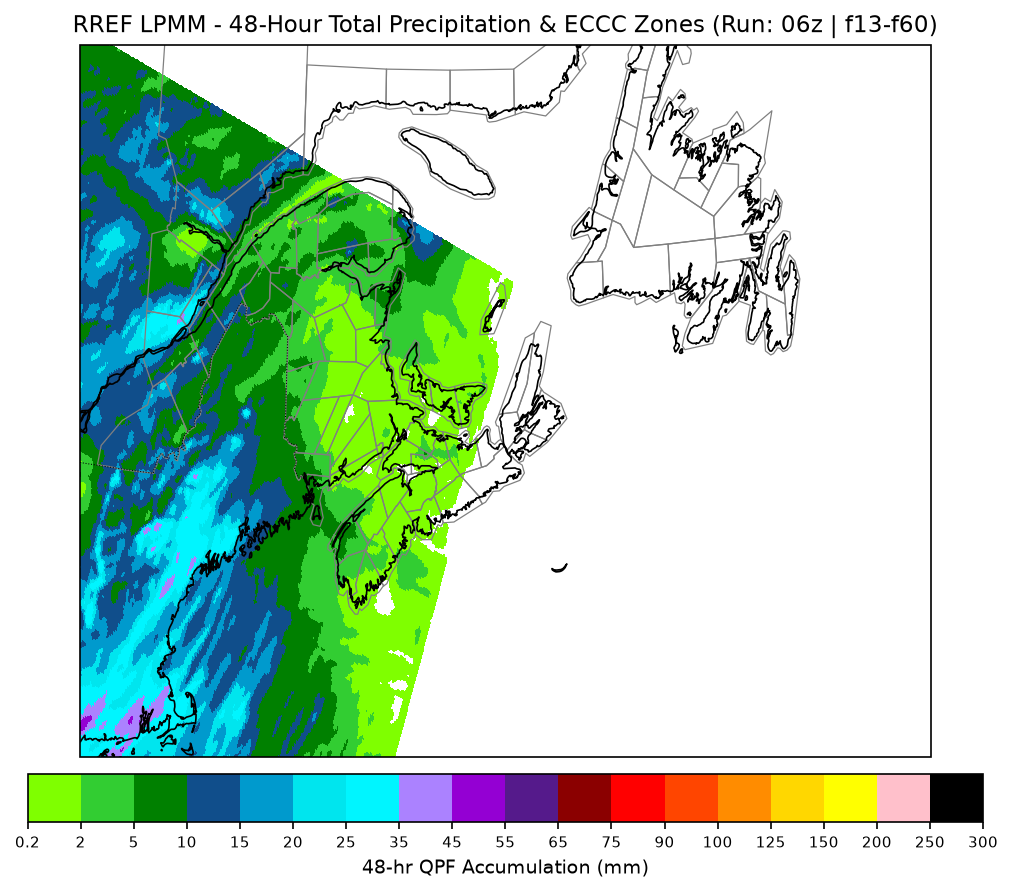 RREF LPMM - 48-Hour Total Precipitation & ECCC Zones (Run: 06z | f13-f60)
0.2 2 5 10 15 20 25 35 45 55 65 75 90 100 125 150 200 250 300
48-hr QPF Accumulation (mm)